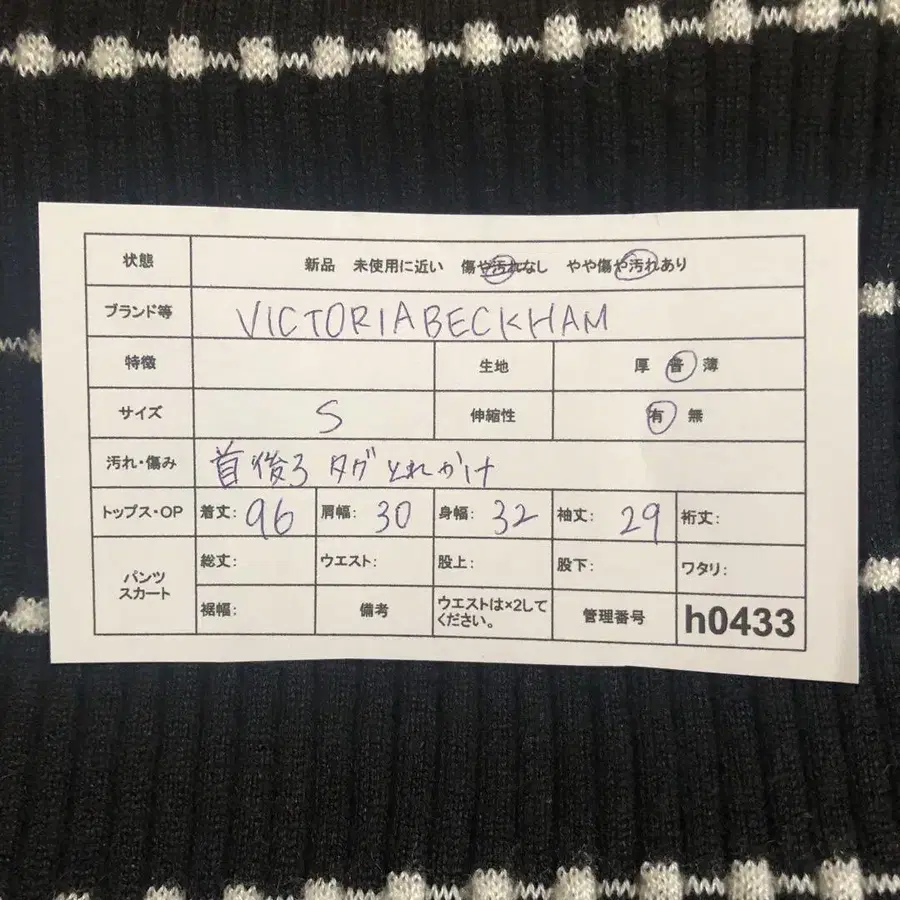 状態 新品 未使用に近い 傷や汚れなし やや傷や汚れあり
ブランド等 VICTORIABECKHAM
特徴 生地 厚 普 薄
サイズ S 伸縮性 有 無
汚れ・傷み 首後ろ タグとれかけ
トップス・OP 着丈: 96 肩幅: 30 身幅: 32 袖丈: 29 裄丈:
パンツ スカート 総丈: ウエスト: 股上: 股下: ワタリ:
裾幅: 備考 ウエストは×2してください。 管理番号 h0433